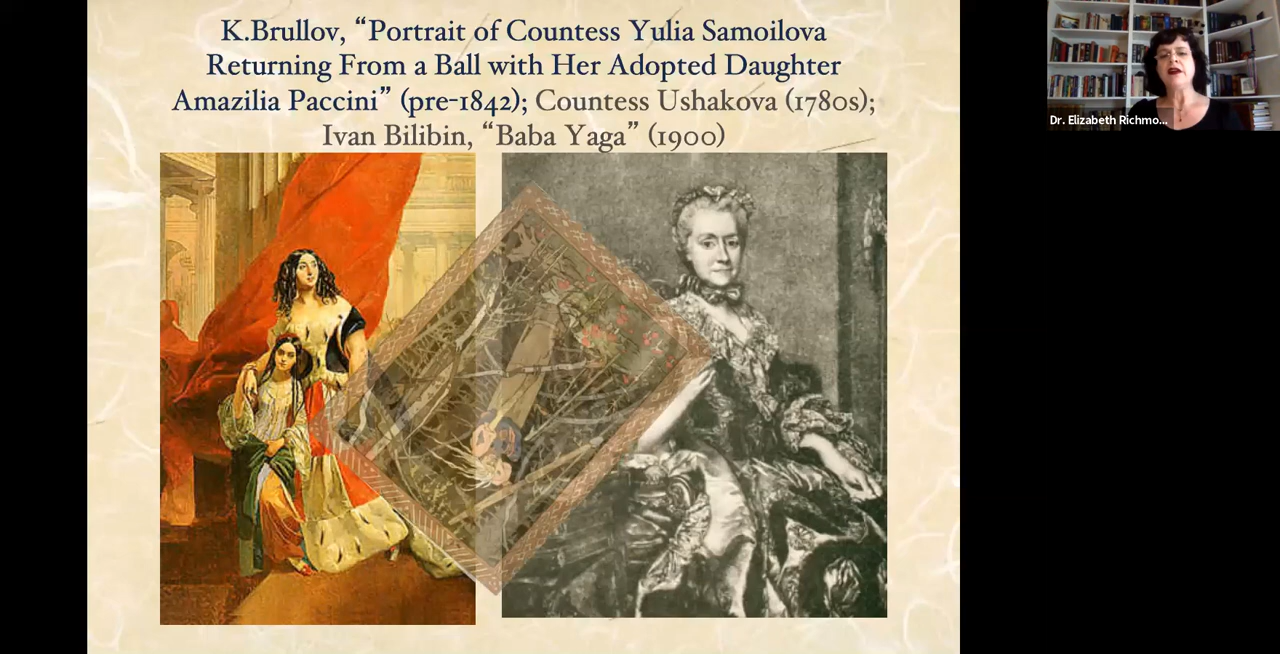 K.Brullov, “Portrait of Countess Yulia Samoilova
Returning From a Ball with Her Adopted Daughter
Amazilia Paccini” (pre-1842); Countess Ushakova (1780s);
Ivan Bilibin, “Baba Yaga” (1900)
Dr. Elizabeth Richmo...